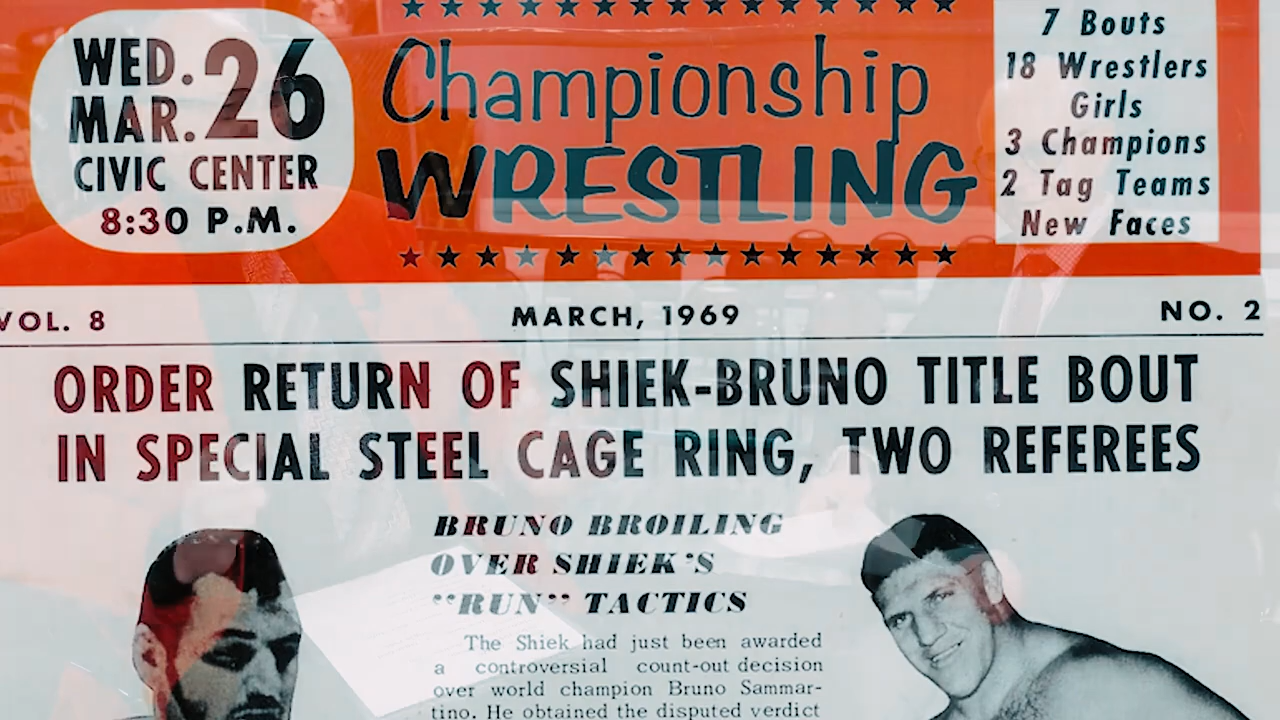 WED.
MAR. 26
CIVIC CENTER
8:30 P.M.
Championship
WRESTLING
7 Bouts
18 Wrestlers
Girls
3 Champions
2 Tag Teams
New Faces
VOL. 8
MARCH, 1969
NO. 2
ORDER RETURN OF SHIEK-BRUNO TITLE BOUT
IN SPECIAL STEEL CAGE RING, TWO REFEREES
BRUNO BROILING
OVER SHIEK'S
"RUN" TACTICS
The Shiek had just been awarded
a controversial count-out decision
over world champion Bruno Sammar-
tino. He obtained the disputed verdict